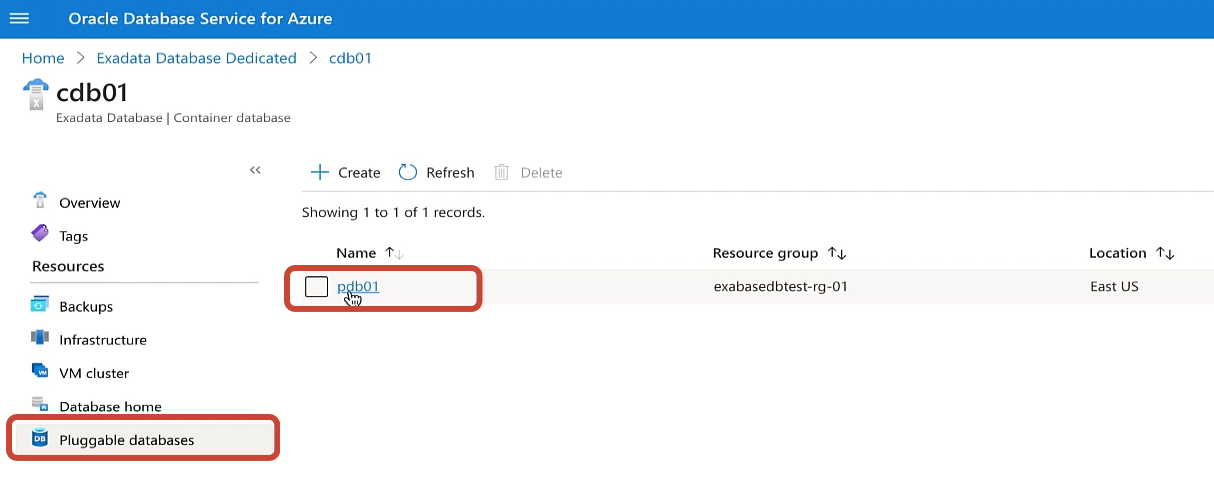 Oracle Database Service for Azure
Home > Exadata Database Dedicated > cdb01
cdb01
Exadata Database | Container database
«
Create Refresh Delete
Overview
Tags
Resources
Backups
Infrastructure
VM cluster
Database home
Pluggable databases
Showing 1 to 1 of 1 records.
Name ↑↓ Resource group ↑↓ Location ↑↓
pdb01 exabasedbtest-rg-01 East US